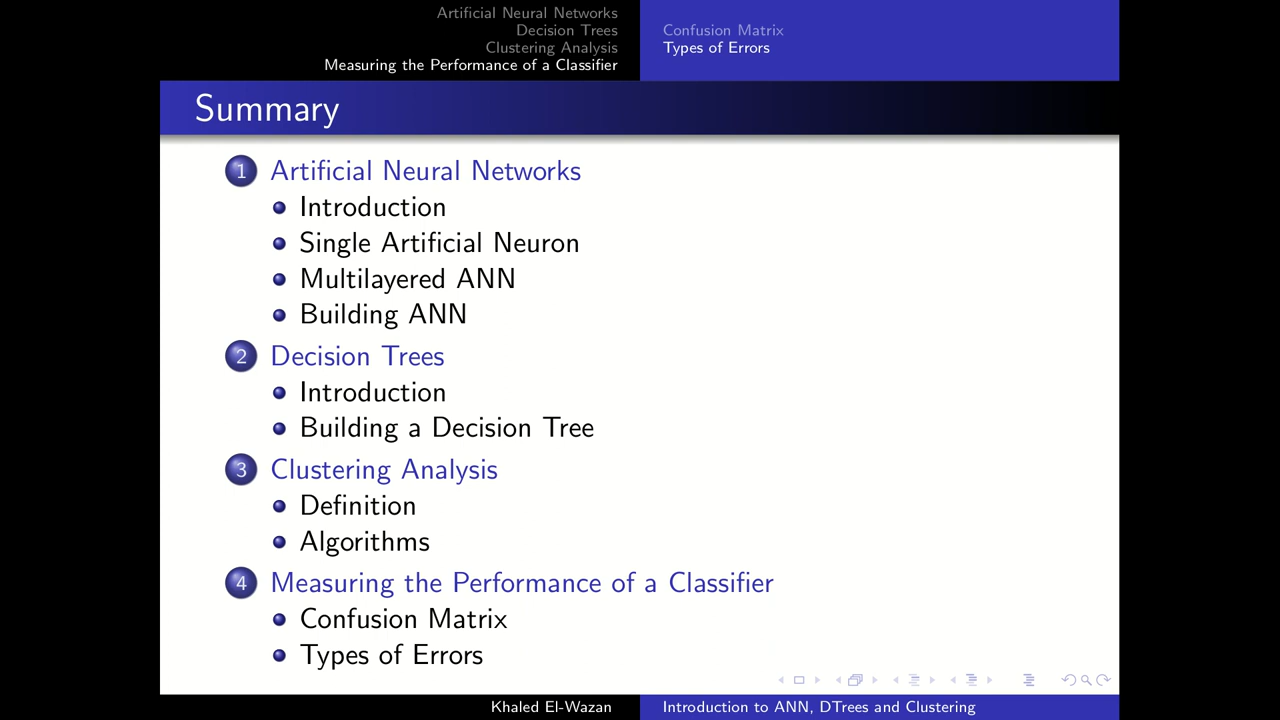 Artificial Neural Networks
Decision Trees
Clustering Analysis
Measuring the Performance of a Classifier
Confusion Matrix
Types of Errors
Summary
1 Artificial Neural Networks
Introduction
Single Artificial Neuron
Multilayered ANN
Building ANN
2 Decision Trees
Introduction
Building a Decision Tree
3 Clustering Analysis
Definition
Algorithms
4 Measuring the Performance of a Classifier
Confusion Matrix
Types of Errors
Khaled El-Wazan
Introduction to ANN, DTrees and Clustering